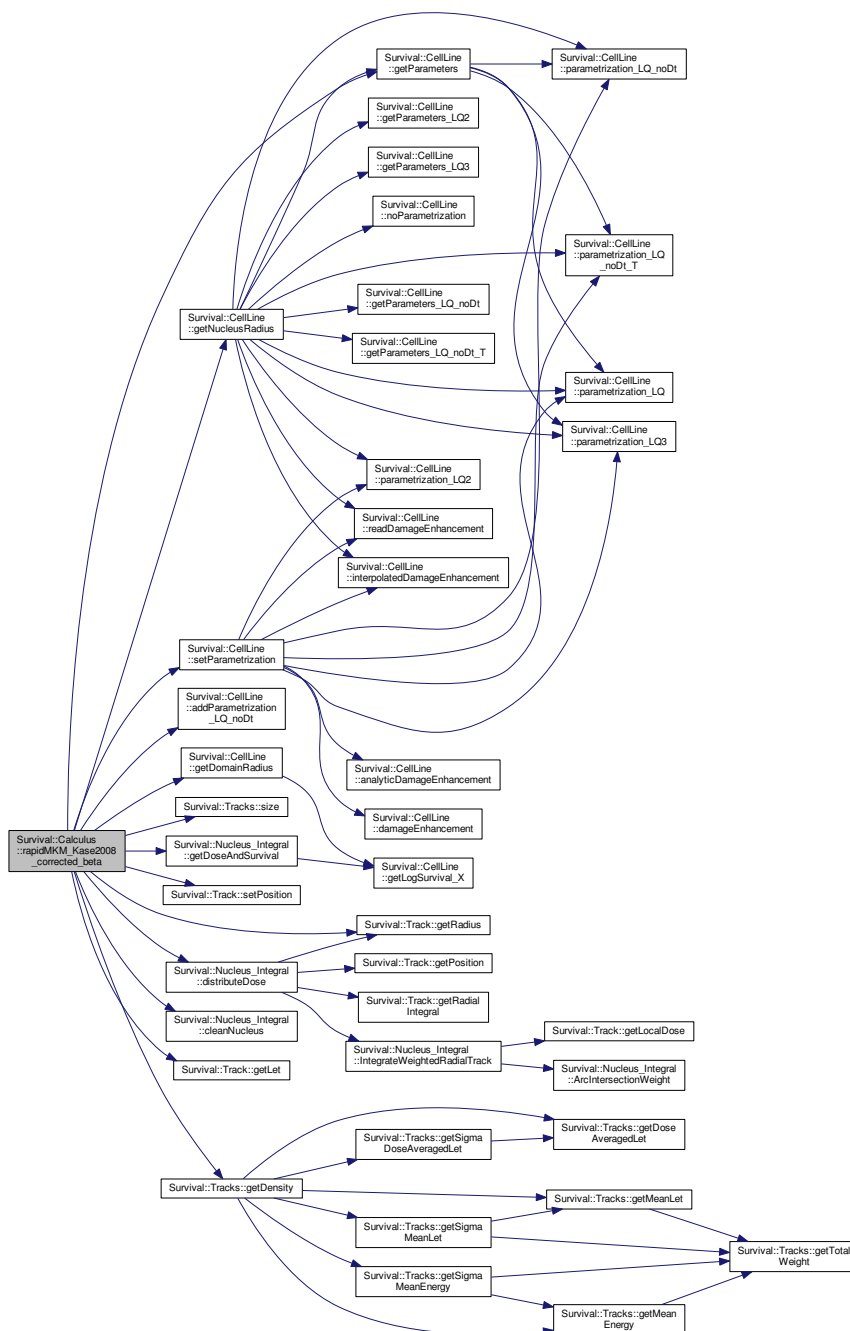 Survival::CellLine
::getParameters
Survival::CellLine
::parametrization_LQ_noDt
Survival::CellLine
::getParameters_LQ2
Survival::CellLine
::getParameters_LQ3
Survival::CellLine
::noParametrization
Survival::CellLine
::parametrization_LQ
_noDt_T
Survival::CellLine
::getParameters_LQ_noDt
Survival::CellLine
::getNucleusRadius
Survival::CellLine
::getParameters_LQ_noDt_T
Survival::CellLine
::parametrization_LQ
Survival::CellLine
::parametrization_LQ3
Survival::CellLine
::parametrization_LQ2
Survival::CellLine
::readDamageEnhancement
Survival::CellLine
::interpolatedDamageEnhancement
Survival::CellLine
::setParametrization
Survival::CellLine
::addParametrization
_LQ_noDt
Survival::CellLine
::getDomainRadius
Survival::CellLine
::analyticDamageEnhancement
Survival::Tracks::size
Survival::CellLine
::damageEnhancement
Survival::Calculus
::rapidMKM_Kase2008
_corrected_beta
Survival::Nucleus_Integral
::getDoseAndSurvival
Survival::CellLine
::getLogSurvival_X
Survival::Track::setPosition
Survival::Track::getRadius
Survival::Nucleus_Integral
::distributeDose
Survival::Track::getPosition
Survival::Track::getRadial
Integral
Survival::Nucleus_Integral
::cleanNucleus
Survival::Track::getLocalDose
Survival::Nucleus_Integral
::IntegrateWeightedRadialTrack
Survival::Track::getLet
Survival::Nucleus_Integral
::ArcIntersectionWeight
Survival::Tracks::getDose
AveragedLet
Survival::Tracks::getSigma
DoseAveragedLet
Survival::Tracks::getDensity
Survival::Tracks::getMeanLet
Survival::Tracks::getSigma
MeanLet
Survival::Tracks::getTotal
Weight
Survival::Tracks::getSigma
MeanEnergy
Survival::Tracks::getMean
Energy